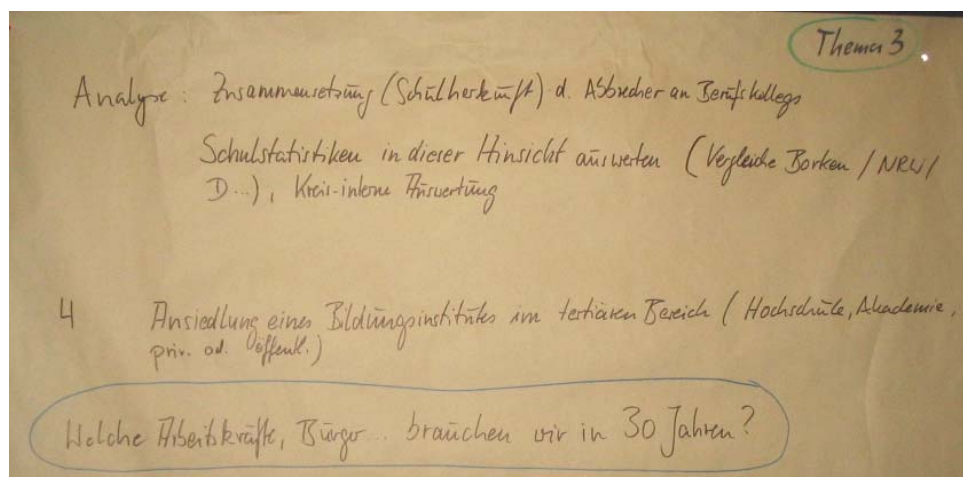 Thema 3
Analyse : Zusammensetzung (Schulherkunft) d. Abbrecher an Berufskollegs
Schulstatistiken in dieser Hinsicht auswerten (Vergleiche Borken / NRW /
D...), Kreis-interne Auswertung
4 Ansiedlung eines Bildungsinstitutes im tertiären Bereich (Hochschule, Akademie,
priv. od. öffentl.)
Welche Arbeitskräfte, Bürger... brauchen wir in 30 Jahren?